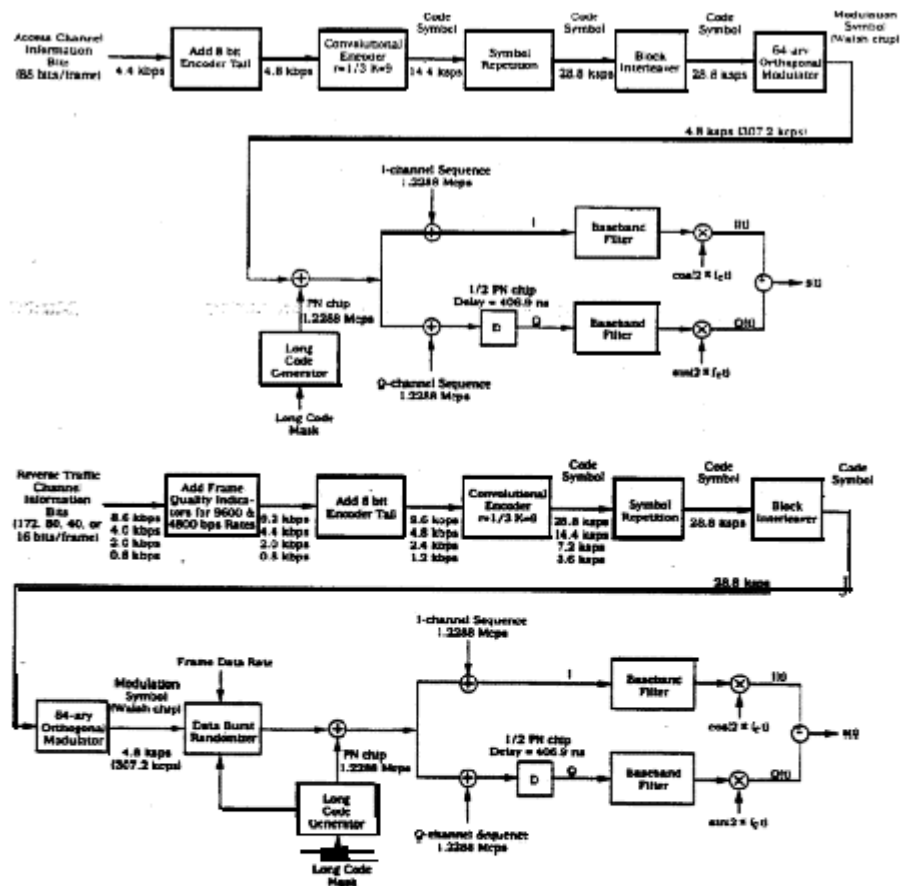 Access Channel
Information
Bits
(88 bits/frame)
4.4 kbps
Add 8 bit
Encoder Tail
4.8 kbps
Convolutional
Encoder
r=1/3 K=9
Code
Symbol
14.4 ksps
Symbol
Repetition
Code
Symbol
28.8 ksps
Block
Interleaver
Code
Symbol
28.8 ksps
64-ary
Orthogonal
Modulator
Modulation
Symbol
(Walsh chip)
4.8 ksps (307.2 kcps)
I-channel Sequence
1.2288 Mcps
I
Baseband
Filter
I(t)
cos(2 π f_c t)
s(t)
PN chip
1.2288 Mcps
1/2 PN chip
Delay = 406.9 ns
D
Q
Baseband
Filter
Q(t)
sin(2 π f_c t)
Long
Code
Generator
Q-channel Sequence
1.2288 Mcps
Long Code
Mask
Reverse Traffic
Channel
Information
Bits
(172, 80, 40, or
16 bits/frame)
8.6 kbps
4.0 kbps
2.0 kbps
0.8 kbps
Add Frame
Quality Indica-
tors for 9600 &
4800 bps Rates
9.2 kbps
4.4 kbps
2.0 kbps
0.8 kbps
Add 8 bit
Encoder Tail
9.6 kbps
4.8 kbps
2.4 kbps
1.2 kbps
Convolutional
Encoder
r=1/3 K=9
Code
Symbol
28.8 ksps
14.4 ksps
7.2 ksps
3.6 ksps
Symbol
Repetition
Code
Symbol
28.8 ksps
Block
Interleaver
Code
Symbol
28.8 ksps
I-channel Sequence
1.2288 Mcps
Frame Data Rate
64-ary
Orthogonal
Modulator
Modulation
Symbol
(Walsh chip)
4.8 ksps
(307.2 kcps)
Data Burst
Randomizer
PN chip
1.2288 Mcps
I
Baseband
Filter
I(t)
cos(2 π f_c t)
s(t)
1/2 PN chip
Delay = 406.9 ns
D
Q
Baseband
Filter
Q(t)
sin(2 π f_c t)
Long
Code
Generator
Q-channel Sequence
1.2288 Mcps
Long Code
Mask